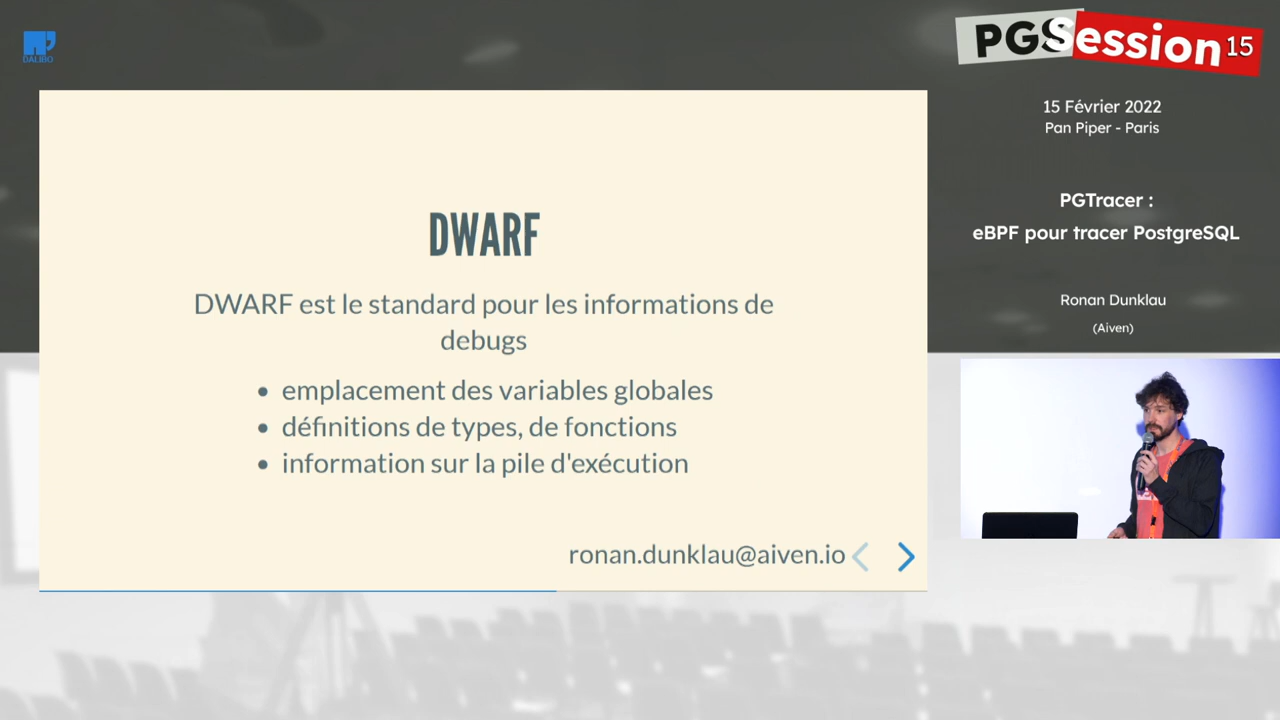 DALIBO
PGSession 15
15 Février 2022
Pan Piper - Paris
PGTracer :
eBPF pour tracer PostgreSQL
Ronan Dunklau
(Aiven)
DWARF
DWARF est le standard pour les informations de
debugs
emplacement des variables globales
définitions de types, de fonctions
information sur la pile d'exécution
ronan.dunklau@aiven.io